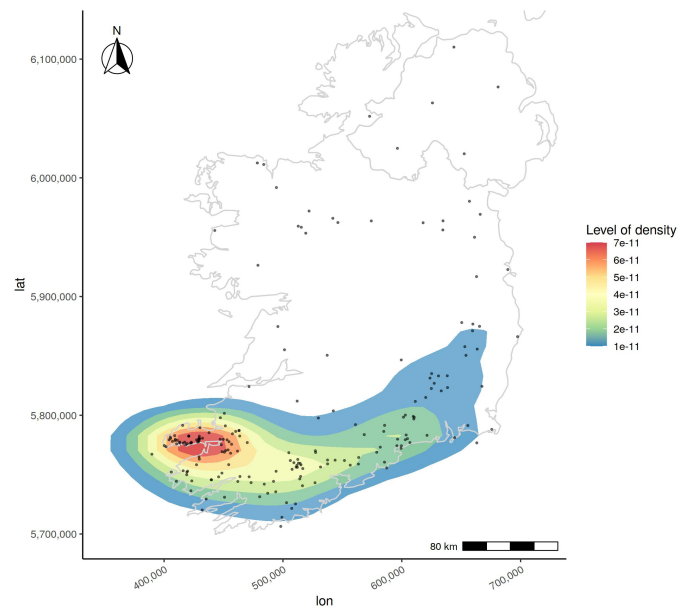 N
6,100,000
6,000,000
5,900,000
5,800,000
5,700,000
lat
Level of density
7e-11
6e-11
5e-11
4e-11
3e-11
2e-11
1e-11
80 km
400,000
500,000
600,000
700,000
lon